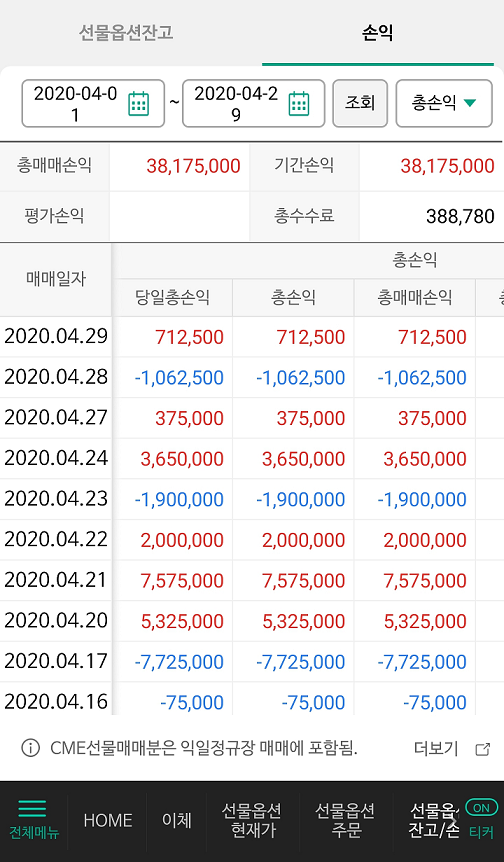 선물옵션잔고 손익
2020-04-0 ~ 2020-04-2 조회 총손익
1 9
총매매손익 38,175,000 기간손익 38,175,000
평가손익 총수수료 388,780
매매일자 총손익
당일총손익 총손익 총매매손익
2020.04.29 712,500 712,500 712,500
2020.04.28 -1,062,500 -1,062,500 -1,062,500
2020.04.27 375,000 375,000 375,000
2020.04.24 3,650,000 3,650,000 3,650,000
2020.04.23 -1,900,000 -1,900,000 -1,900,000
2020.04.22 2,000,000 2,000,000 2,000,000
2020.04.21 7,575,000 7,575,000 7,575,000
2020.04.20 5,325,000 5,325,000 5,325,000
2020.04.17 -7,725,000 -7,725,000 -7,725,000
2020.04.16 -75,000 -75,000 -75,000
CME선물매매분은 익일정규장 매매에 포함됨. 더보기
전체메뉴 HOME 이체 선물옵션 선물옵션 선물옵 ON
현재가 주문 잔고/손 티커